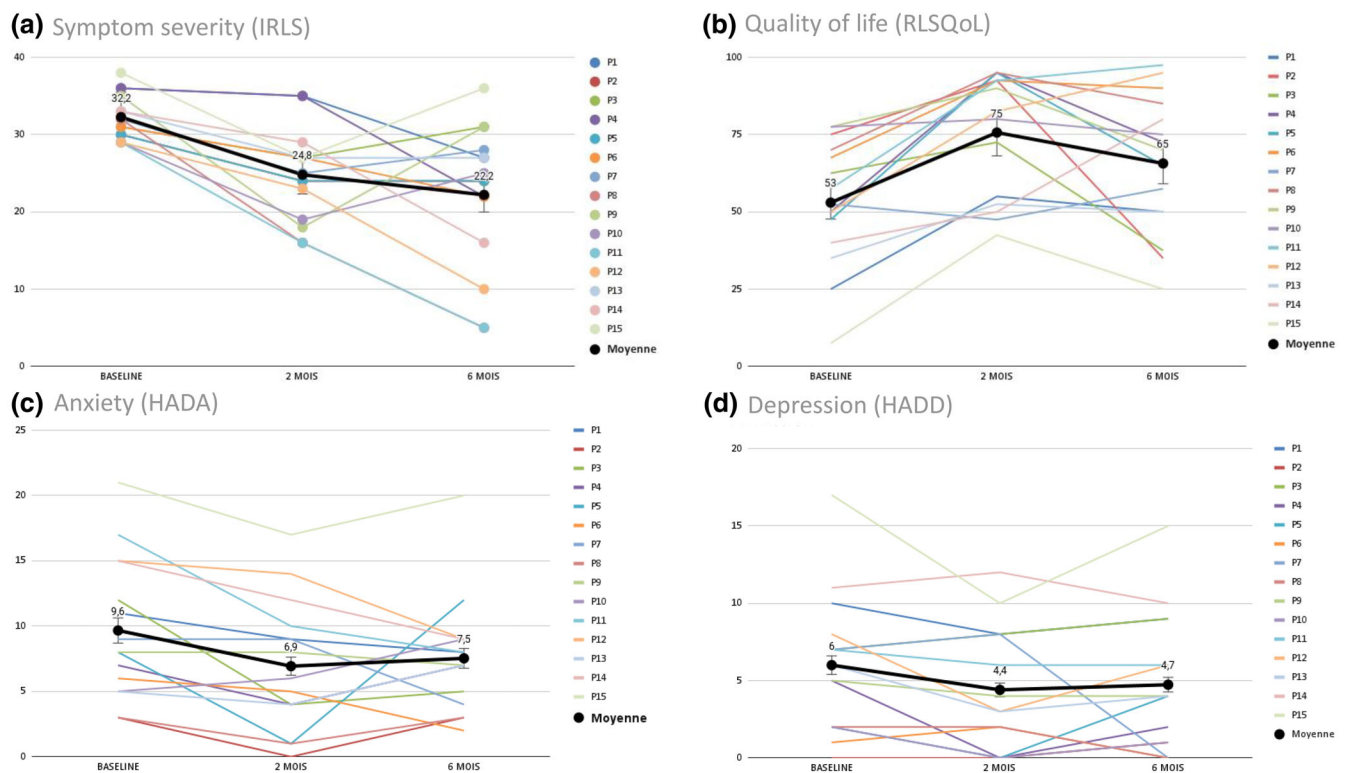 (a) Symptom severity (IRLS)
40
30
20
10
0
32,2
24,8
22,2
BASELINE
2 MOIS
6 MOIS
P1
P2
P3
P4
P5
P6
P7
P8
P9
P10
P11
P12
P13
P14
P15
Moyenne
(b) Quality of life (RLSQoL)
100
75
50
25
0
53
75
65
BASELINE
2 MOIS
6 MOIS
P1
P2
P3
P4
P5
P6
P7
P8
P9
P10
P11
P12
P13
P14
P15
Moyenne
(c) Anxiety (HADA)
25
20
15
10
5
0
9,6
6,9
7,5
BASELINE
2 MOIS
6 MOIS
P1
P2
P3
P4
P5
P6
P7
P8
P9
P10
P11
P12
P13
P14
P15
Moyenne
(d) Depression (HADD)
20
15
10
5
0
6
4,4
4,7
BASELINE
2 MOIS
6 MOIS
P1
P2
P3
P4
P5
P6
P7
P8
P9
P10
P11
P12
P13
P14
P15
Moyenne